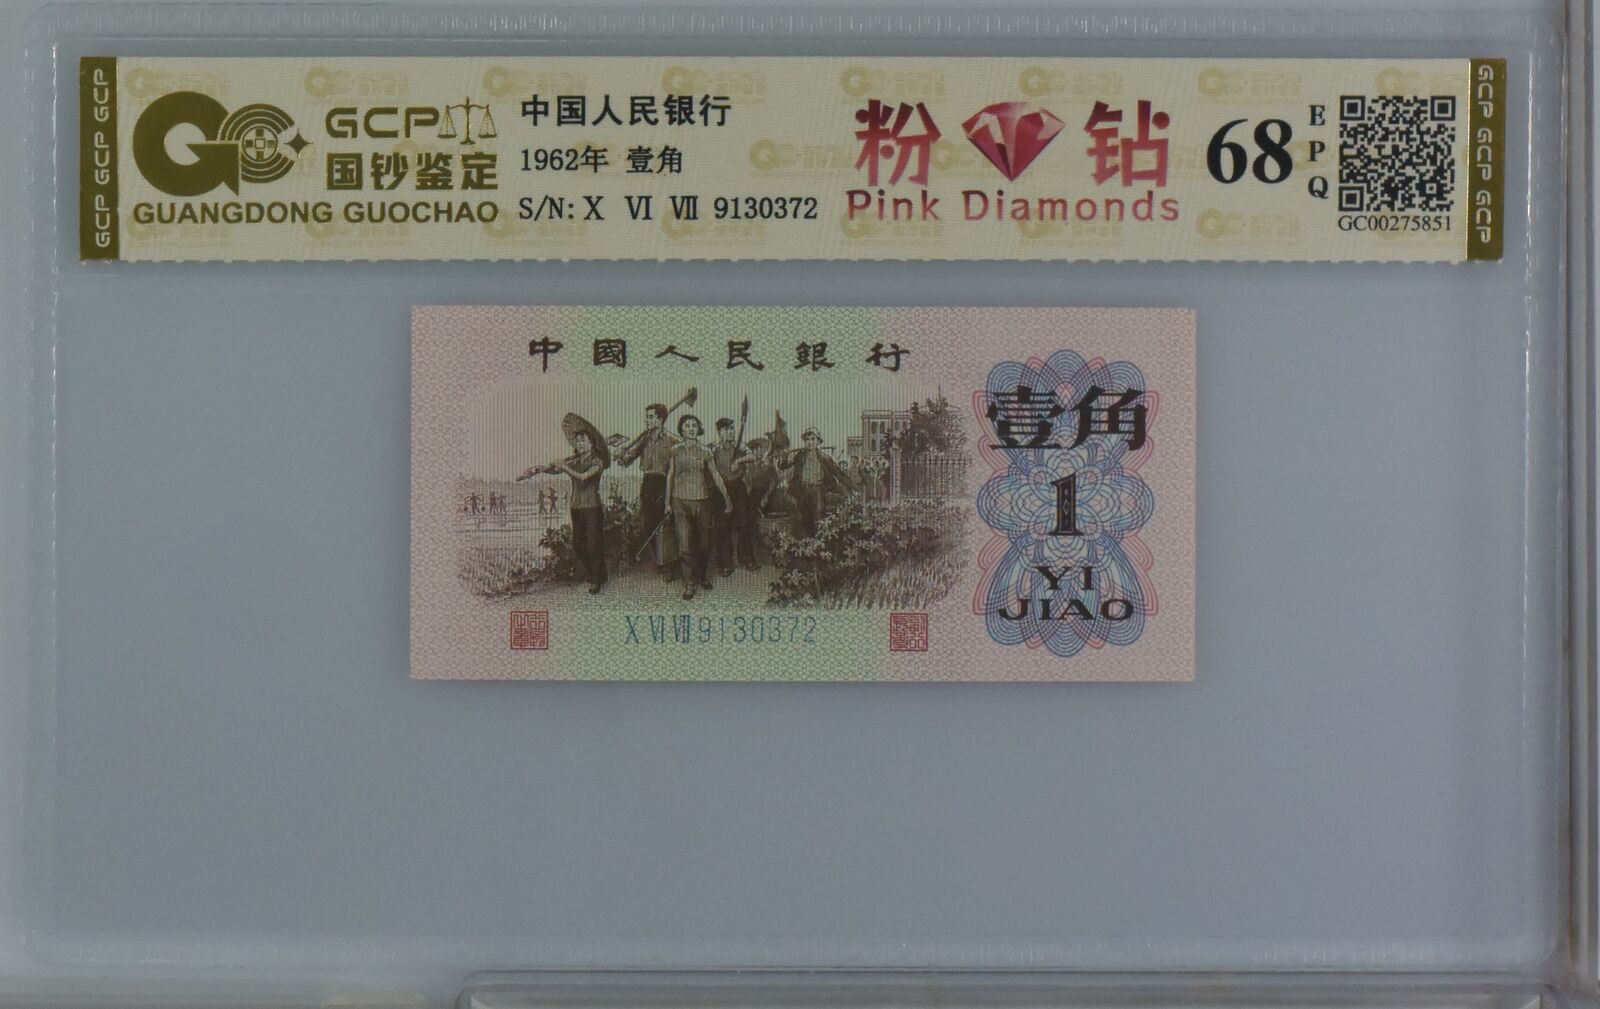 GCP GCP GCP
GCP
国钞鉴定
GUANGDONG GUOCHAO
中国人民银行
1962年 壹角
S/N: X VI VII 9130372
粉钻
Pink Diamonds
68
EPQ
GC00275851
GCP GCP GCP GCP
中國人民銀行
壹角
1
YI
JIAO
X VI VII 9130372